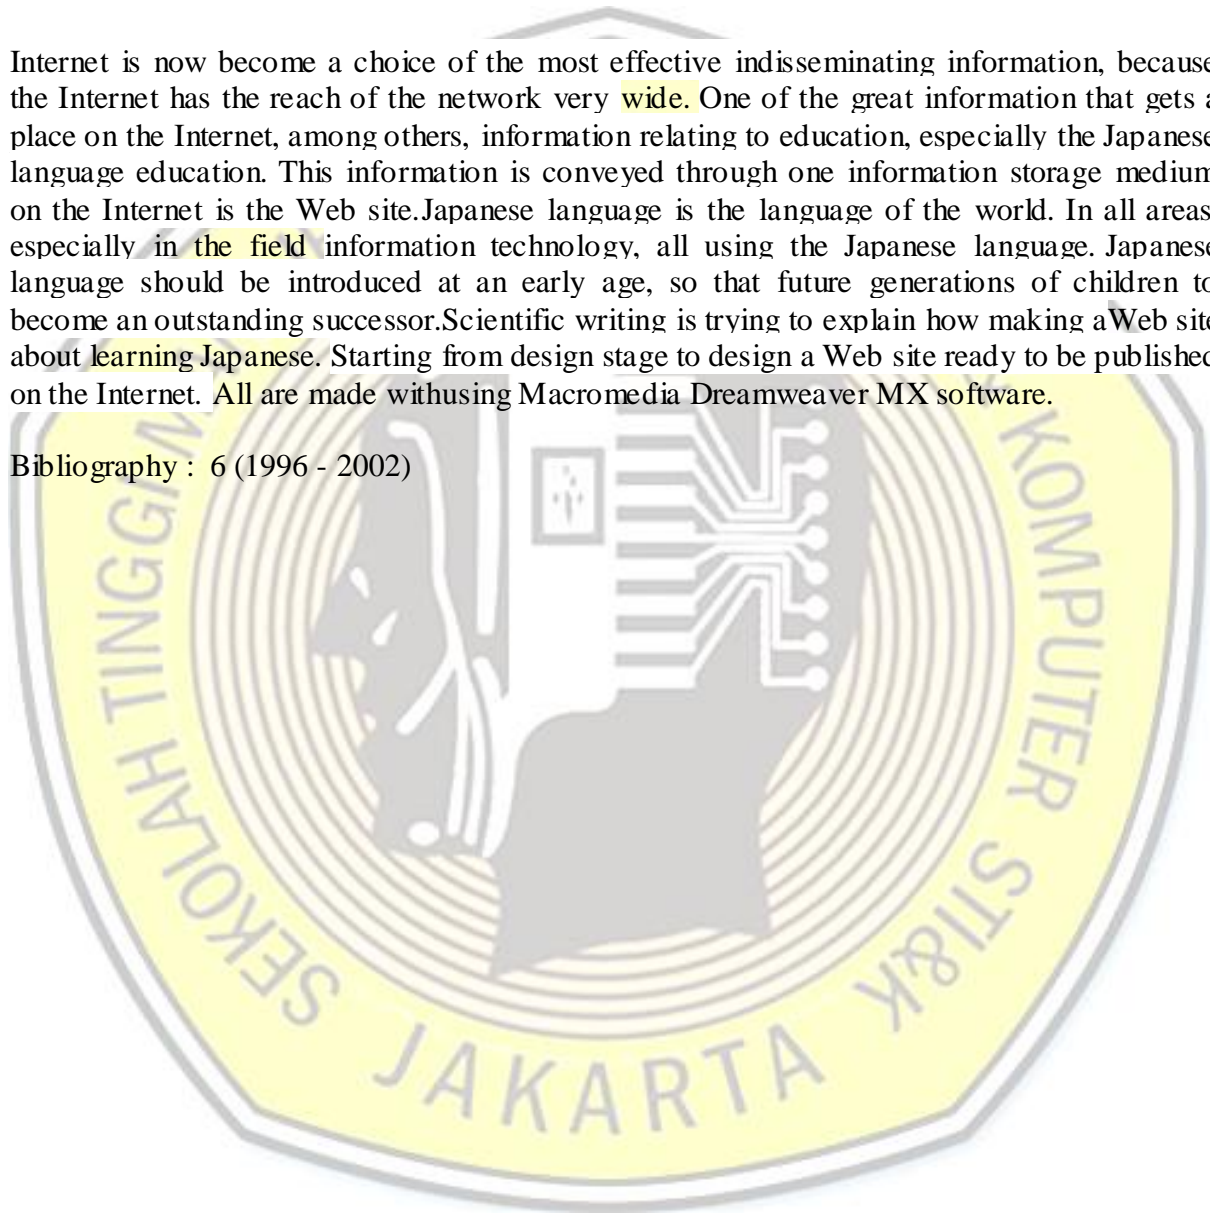 Internet is now become a choice of the most effective indisseminating information, because
the Internet has the reach of the network very wide. One of the great information that gets a
place on the Internet, among others, information relating to education, especially the Japanese
language education. This information is conveyed through one information storage medium
on the Internet is the Web site.Japanese language is the language of the world. In all areas,
especially in the field information technology, all using the Japanese language. Japanese
language should be introduced at an early age, so that future generations of children to
become an outstanding successor.Scientific writing is trying to explain how making aWeb site
about learning Japanese. Starting from design stage to design a Web site ready to be published
on the Internet. All are made withusing Macromedia Dreamweaver MX software.
Bibliography : 6 (1996 - 2002)
SEKOLAH TINGGI
KOMPUTER STI&K
JAKARTA